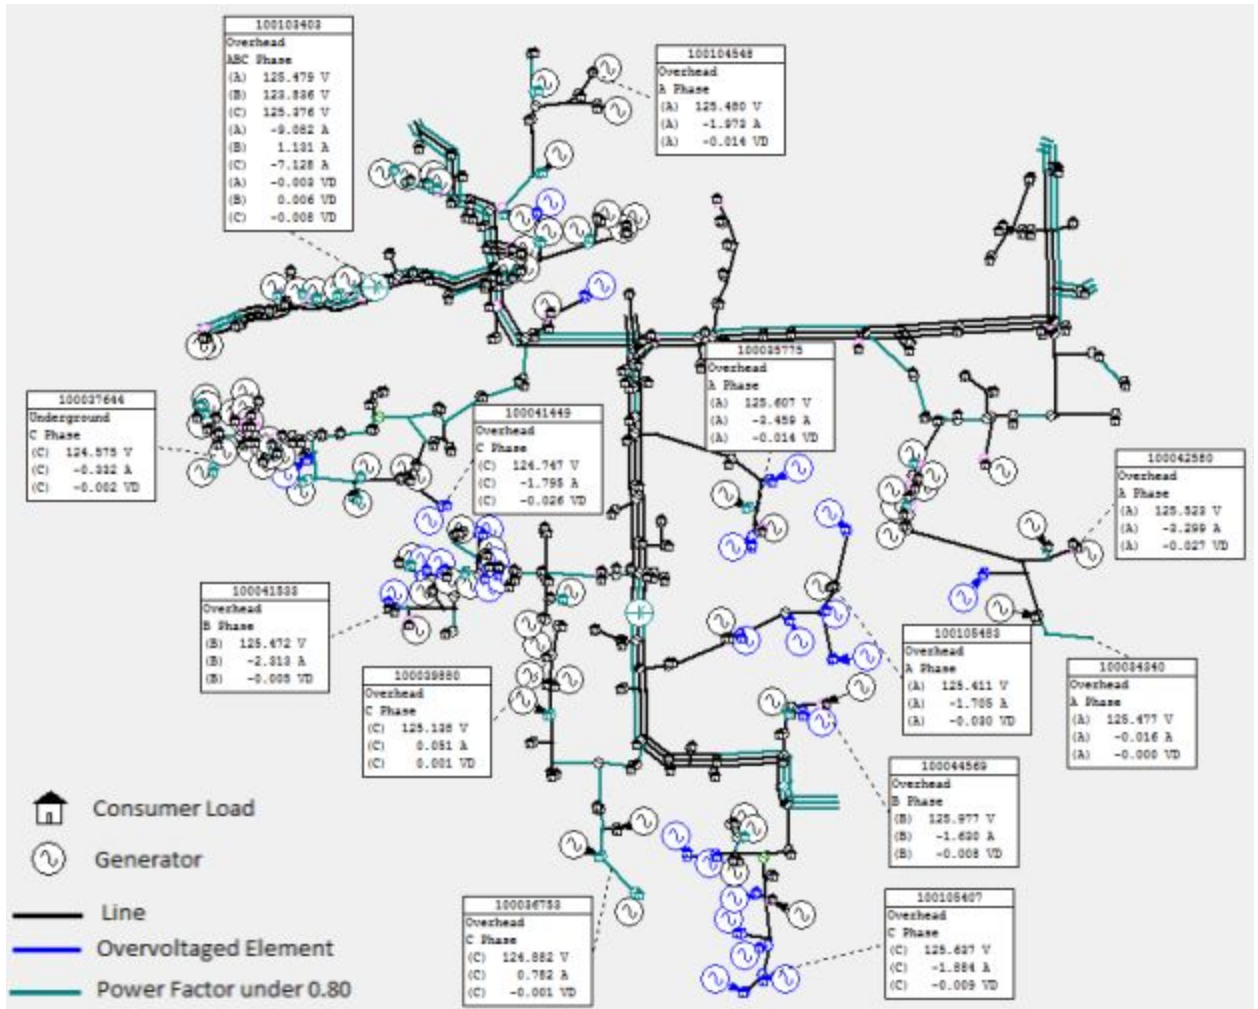 100103403
Overhead
ABC Phase
(A) 125.479 V
(B) 123.836 V
(C) 125.376 V
(A) -9.082 A
(B) 1.131 A
(C) -7.128 A
(A) -0.003 VD
(B) 0.006 VD
(C) -0.008 VD
100104548
Overhead
A Phase
(A) 125.480 V
(A) -1.973 A
(A) -0.014 VD
100035775
Overhead
A Phase
(A) 125.607 V
(A) -3.459 A
(A) -0.014 VD
100037644
Underground
C Phase
(C) 124.575 V
(C) -0.332 A
(C) -0.002 VD
100041449
Overhead
C Phase
(C) 124.747 V
(C) -1.795 A
(C) -0.026 VD
100042580
Overhead
A Phase
(A) 125.523 V
(A) -3.299 A
(A) -0.027 VD
100041533
Overhead
B Phase
(B) 125.472 V
(B) -2.313 A
(B) -0.005 VD
100105483
Overhead
A Phase
(A) 125.411 V
(A) -1.705 A
(A) -0.030 VD
100039880
Overhead
C Phase
(C) 125.138 V
(C) 0.051 A
(C) 0.001 VD
100034340
Overhead
A Phase
(A) 125.477 V
(A) -0.016 A
(A) -0.000 VD
100044569
Overhead
B Phase
(B) 125.977 V
(B) -1.630 A
(B) -0.008 VD
100036753
Overhead
C Phase
(C) 124.882 V
(C) 0.782 A
(C) -0.001 VD
100105407
Overhead
C Phase
(C) 125.637 V
(C) -1.884 A
(C) -0.009 VD
Consumer Load
Generator
Line
Overvoltaged Element
Power Factor under 0.80